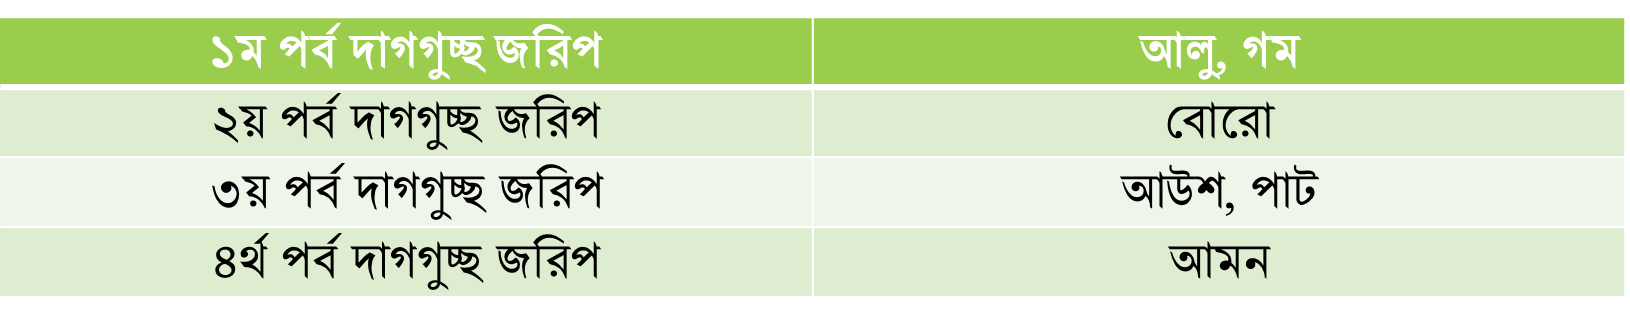 ১ম পর্ব দাগগুচ্ছ জরিপ আলু, গম
২য় পর্ব দাগগুচ্ছ জরিপ বোরো
৩য় পর্ব দাগগুচ্ছ জরিপ আউশ, পাট
৪র্থ পর্ব দাগগুচ্ছ জরিপ আমন